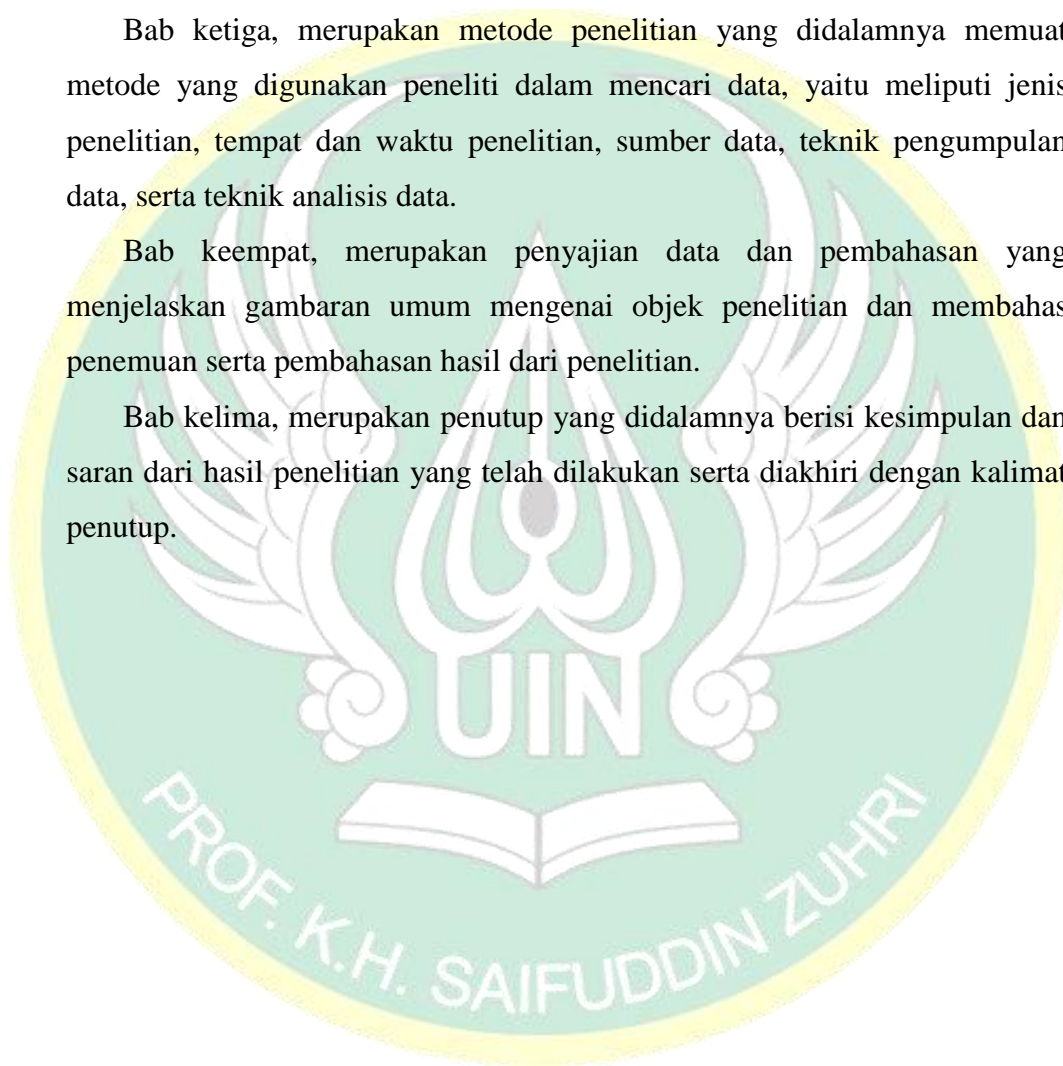 Bab ketiga, merupakan metode penelitian yang didalamnya memuat
metode yang digunakan peneliti dalam mencari data, yaitu meliputi jenis
penelitian, tempat dan waktu penelitian, sumber data, teknik pengumpulan
data, serta teknik analisis data.
Bab keempat, merupakan penyajian data dan pembahasan yang
menjelaskan gambaran umum mengenai objek penelitian dan membahas
penemuan serta pembahasan hasil dari penelitian.
Bab kelima, merupakan penutup yang didalamnya berisi kesimpulan dan
saran dari hasil penelitian yang telah dilakukan serta diakhiri dengan kalimat
penutup.
UIN
PROF. K.H. SAIFUDDIN ZUHRI